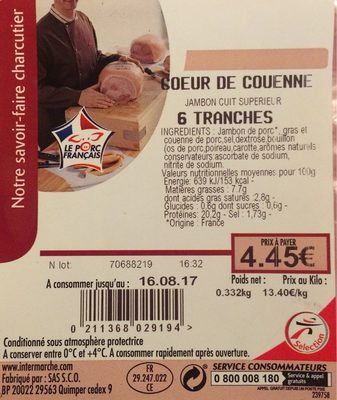 Notre savoir-faire charcutier
LE PORC
FRANÇAIS
COEUR DE COUENNE
JAMBON CUIT SUPERIEUR
6 TRANCHES
INGREDIENTS : Jambon de porc*, gras et
couenne de porc,sel,dextrose,bouillon
(os de porc,poireau,carotte,arômes naturels
conservateurs:ascorbate de sodium,
nitrite de sodium.
Valeurs nutritionnelles moyennes: pour 100g
Energie: 639 kJ/153 kcal -
Matières grasses : 7.7g
dont acides gras saturés :2,8g -
Glucides : 0,6g dont sucres : 0,6g -
Protéines: 20,2g - Sel : 1,73g -
*Origine : France
N lot: 70688219 16.32
PRIX À PAYER
4.45€
A consommer jusqu'au : 16.08.17
Poids net : Prix au Kilo :
0.332kg 13.40€/kg
0 211368 029194
Sélection
Conditionné sous atmosphère protectrice
A conserver entre 0°C et +4°C. A consommer rapidement après ouverture.
www.intermarche.com
Fabriqué par : SAS S.C.O.
BP 20022 29563 Quimper cedex 9
FR
29.247.022
CE
SERVICE CONSOMMATEURS
0 800 008 180 Service & appel
gratuits
APPEL GRATUIT DEPUIS UN POSTE FIXE
239758